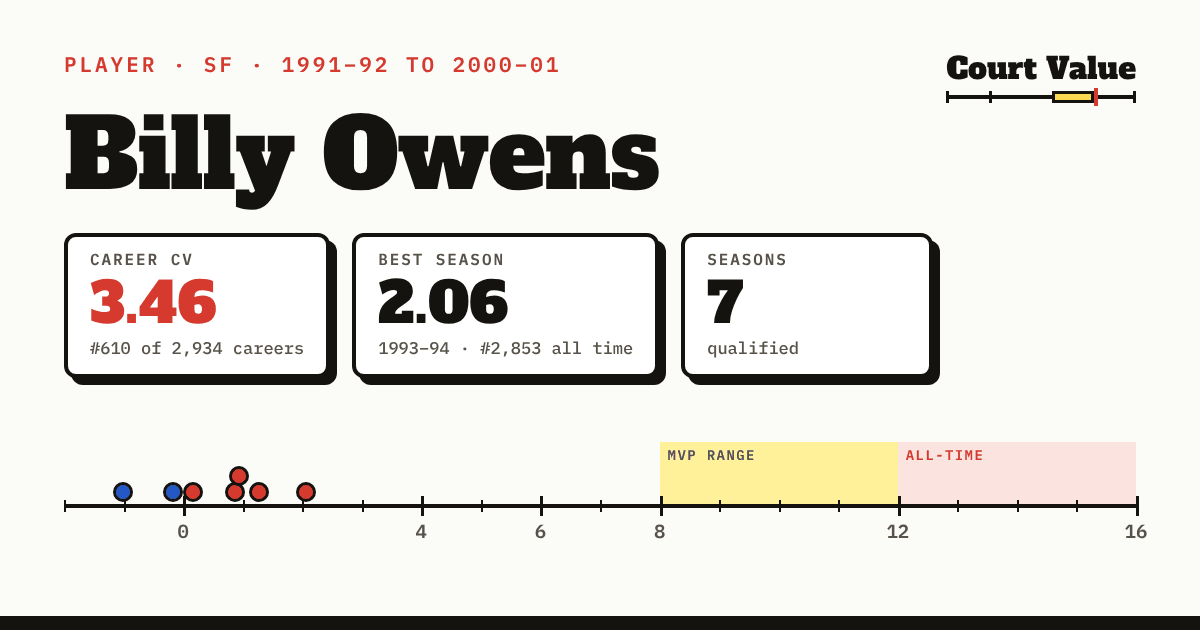 PLAYER · SF · 1991–92 TO 2000–01
Court Value
Billy Owens
CAREER CV
3.46
#610 of 2,934 careers
BEST SEASON
2.06
1993–94 · #2,853 all time
SEASONS
7
qualified
MVP RANGE
ALL-TIME
0 4 6 8 12 16